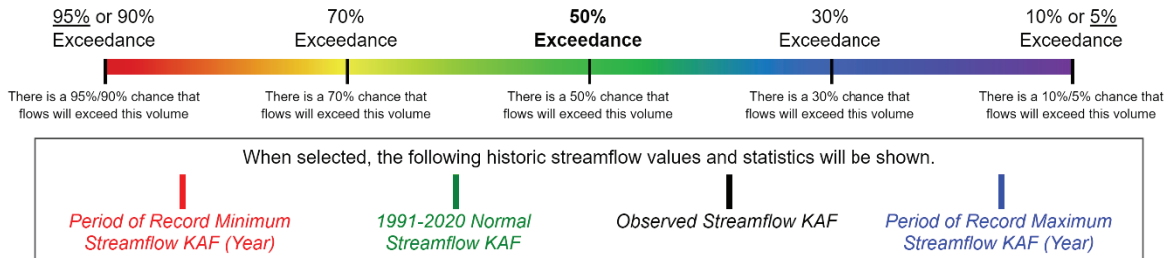 95% or 90%
Exceedance
70%
Exceedance
50%
Exceedance
30%
Exceedance
10% or 5%
Exceedance
There is a 95%/90% chance that
flows will exceed this volume
There is a 70% chance that
flows will exceed this volume
There is a 50% chance that
flows will exceed this volume
There is a 30% chance that
flows will exceed this volume
There is a 10%/5% chance that
flows will exceed this volume
When selected, the following historic streamflow values and statistics will be shown.
Period of Record Minimum
Streamflow KAF (Year)
1991-2020 Normal
Streamflow KAF
Observed Streamflow KAF
Period of Record Maximum
Streamflow KAF (Year)